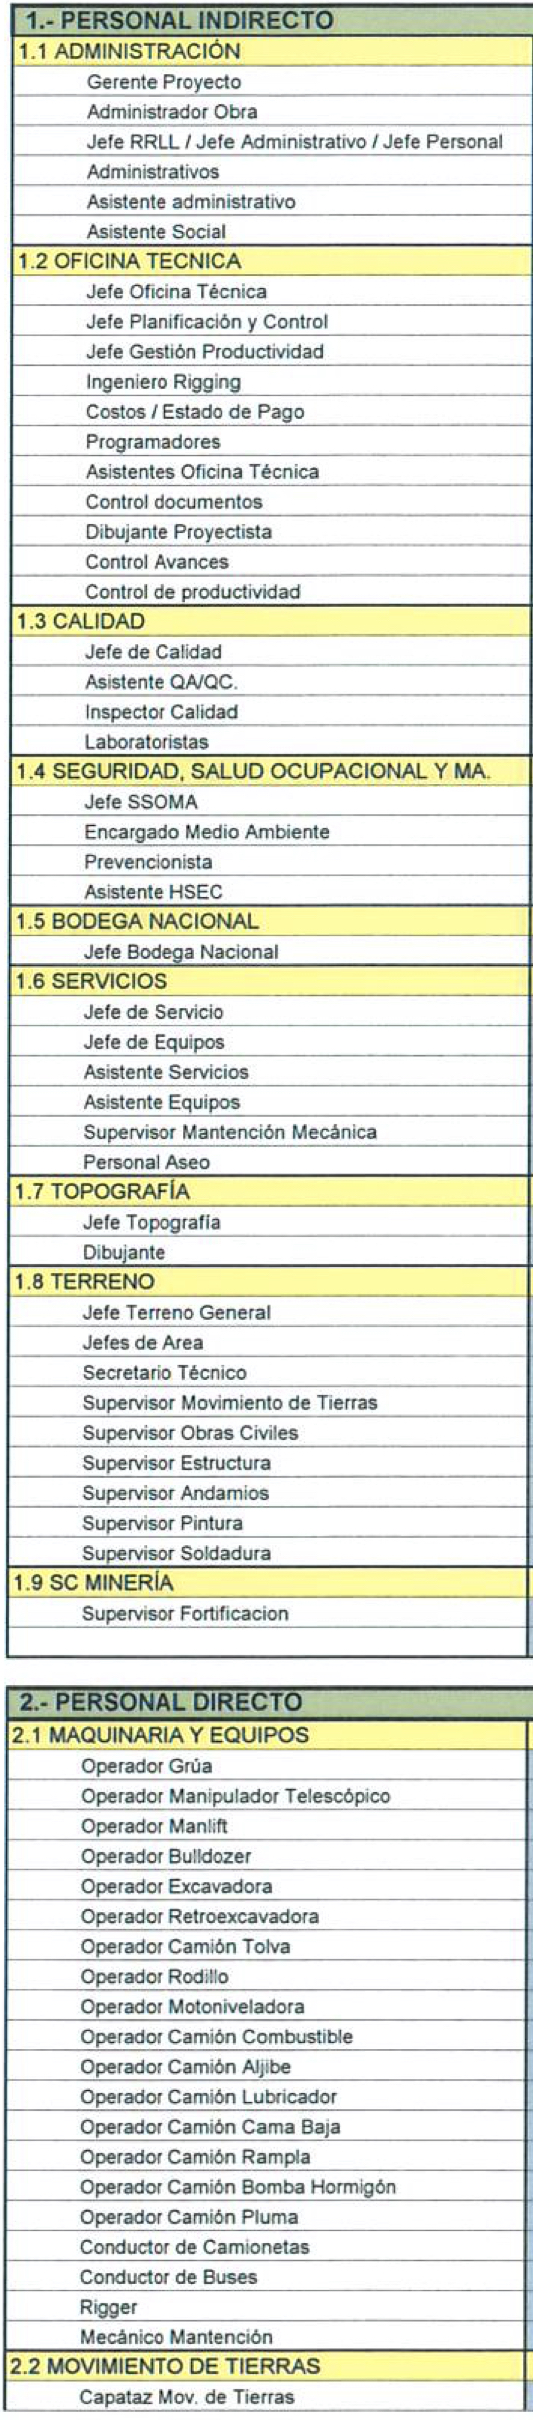 1.- PERSONAL INDIRECTO
1.1 ADMINISTRACIÓN
Gerente Proyecto
Administrador Obra
Jefe RRLL / Jefe Administrativo / Jefe Personal
Administrativos
Asistente administrativo
Asistente Social
1.2 OFICINA TECNICA
Jefe Oficina Técnica
Jefe Planificación y Control
Jefe Gestión Productividad
Ingeniero Rigging
Costos / Estado de Pago
Programadores
Asistentes Oficina Técnica
Control documentos
Dibujante Proyectista
Control Avances
Control de productividad
1.3 CALIDAD
Jefe de Calidad
Asistente QA/QC.
Inspector Calidad
Laboratoristas
1.4 SEGURIDAD, SALUD OCUPACIONAL Y MA.
Jefe SSOMA
Encargado Medio Ambiente
Prevencionista
Asistente HSEC
1.5 BODEGA NACIONAL
Jefe Bodega Nacional
1.6 SERVICIOS
Jefe de Servicio
Jefe de Equipos
Asistente Servicios
Asistente Equipos
Supervisor Mantención Mecánica
Personal Aseo
1.7 TOPOGRAFÍA
Jefe Topografía
Dibujante
1.8 TERRENO
Jefe Terreno General
Jefes de Area
Secretario Técnico
Supervisor Movimiento de Tierras
Supervisor Obras Civiles
Supervisor Estructura
Supervisor Andamios
Supervisor Pintura
Supervisor Soldadura
1.9 SC MINERÍA
Supervisor Fortificacion
2.- PERSONAL DIRECTO
2.1 MAQUINARIA Y EQUIPOS
Operador Grúa
Operador Manipulador Telescópico
Operador Manlift
Operador Bulldozer
Operador Excavadora
Operador Retroexcavadora
Operador Camión Tolva
Operador Rodillo
Operador Motoniveladora
Operador Camión Combustible
Operador Camión Aljibe
Operador Camión Lubricador
Operador Camión Cama Baja
Operador Camión Rampla
Operador Camión Bomba Hormigón
Operador Camión Pluma
Conductor de Camionetas
Conductor de Buses
Rigger
Mecánico Mantención
2.2 MOVIMIENTO DE TIERRAS
Capataz Mov. de Tierras